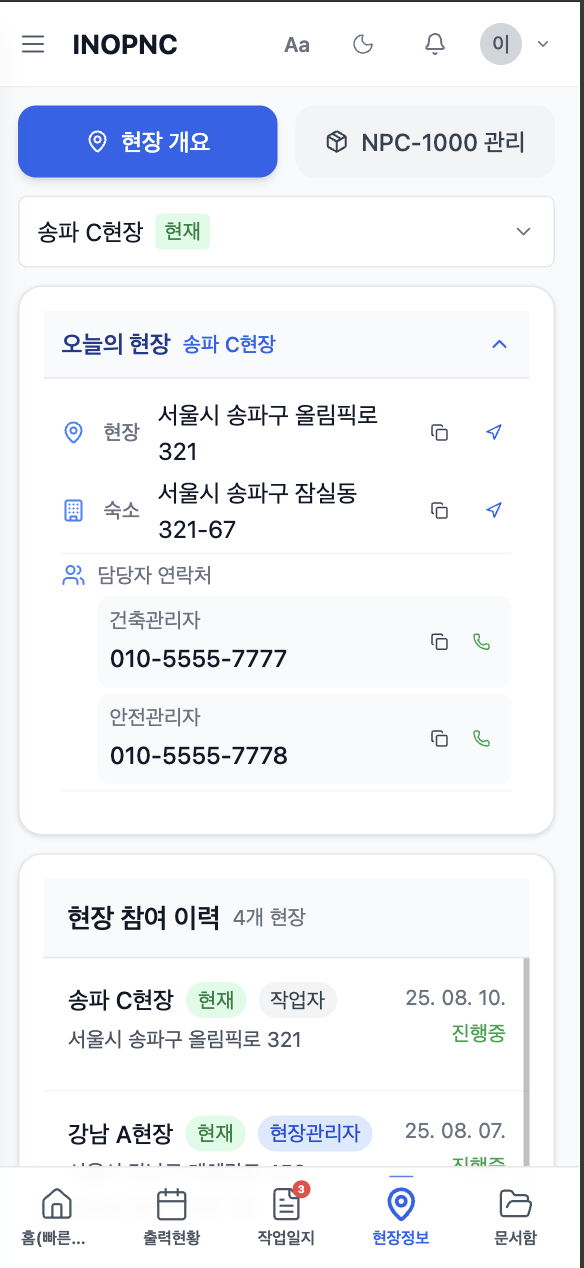 INOPNC
Aa
이
현장 개요
NPC-1000 관리
송파 C현장 현재
오늘의 현장 송파 C현장
현장
서울시 송파구 올림픽로
321
숙소
서울시 송파구 잠실동
321-67
담당자 연락처
건축관리자
010-5555-7777
안전관리자
010-5555-7778
현장 참여 이력 4개 현장
송파 C현장 현재 작업자 25. 08. 10.
서울시 송파구 올림픽로 321 진행중
강남 A현장 현재 현장관리자 25. 08. 07.
진행중
3
홈(빠른... 출력현황 작업일지 현장정보 문서함